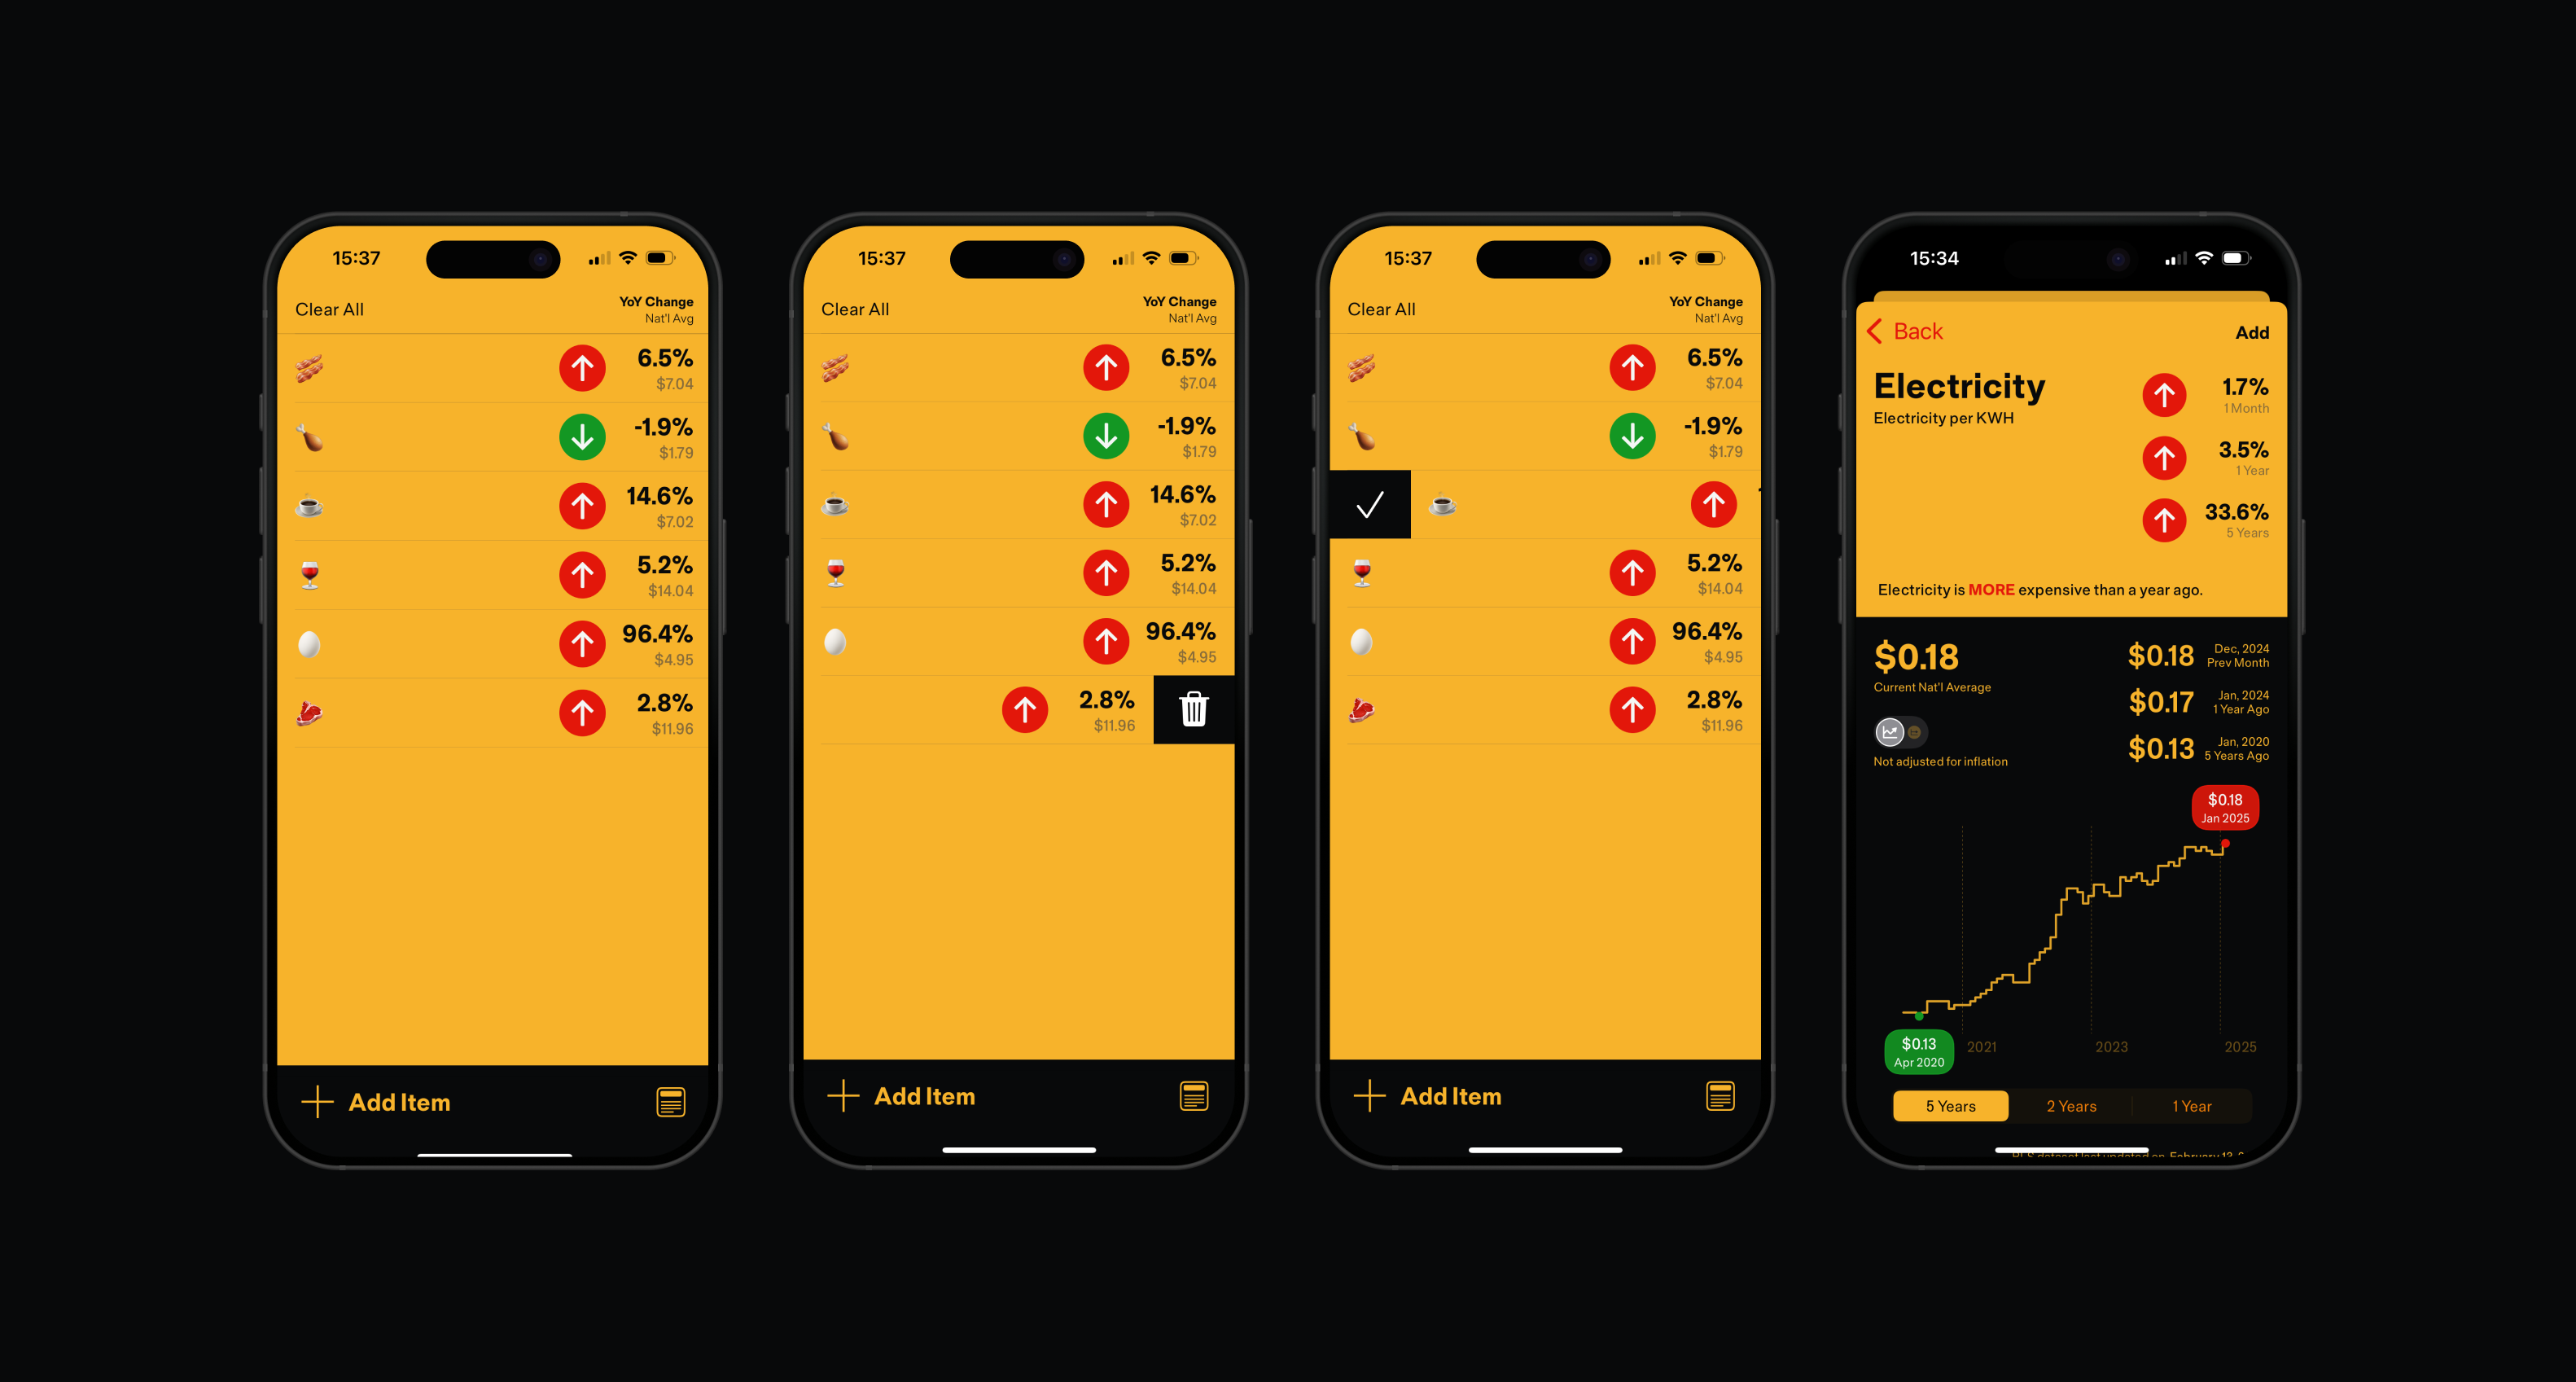 15:37
Clear All
YoY Change
Nat'l Avg
6.5%
$7.04
-1.9%
$1.79
14.6%
$7.02
5.2%
$14.04
96.4%
$4.95
2.8%
$11.96
Add Item
15:37
Clear All
YoY Change
Nat'l Avg
6.5%
$7.04
-1.9%
$1.79
14.6%
$7.02
5.2%
$14.04
96.4%
$4.95
2.8%
$11.96
Add Item
15:37
Clear All
YoY Change
Nat'l Avg
6.5%
$7.04
-1.9%
$1.79
5.2%
$14.04
96.4%
$4.95
2.8%
$11.96
Add Item
15:34
Back
Add
Electricity
Electricity per KWH
1.7%
1 Month
3.5%
1 Year
33.6%
5 Years
Electricity is MORE expensive than a year ago.
$0.18
Current Nat'l Average
Not adjusted for inflation
$0.18
Dec, 2024
Prev Month
$0.17
Jan, 2024
1 Year Ago
$0.13
Jan, 2020
5 Years Ago
$0.18
Jan 2025
$0.13
Apr 2020
2021
2023
2025
5 Years
2 Years
1 Year